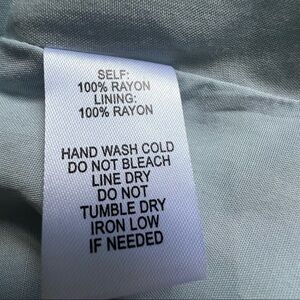 SELF:
100% RAYON
LINING:
100% RAYON
HAND WASH COLD
DO NOT BLEACH
LINE DRY
DO NOT
TUMBLE DRY
IRON LOW
IF NEEDED